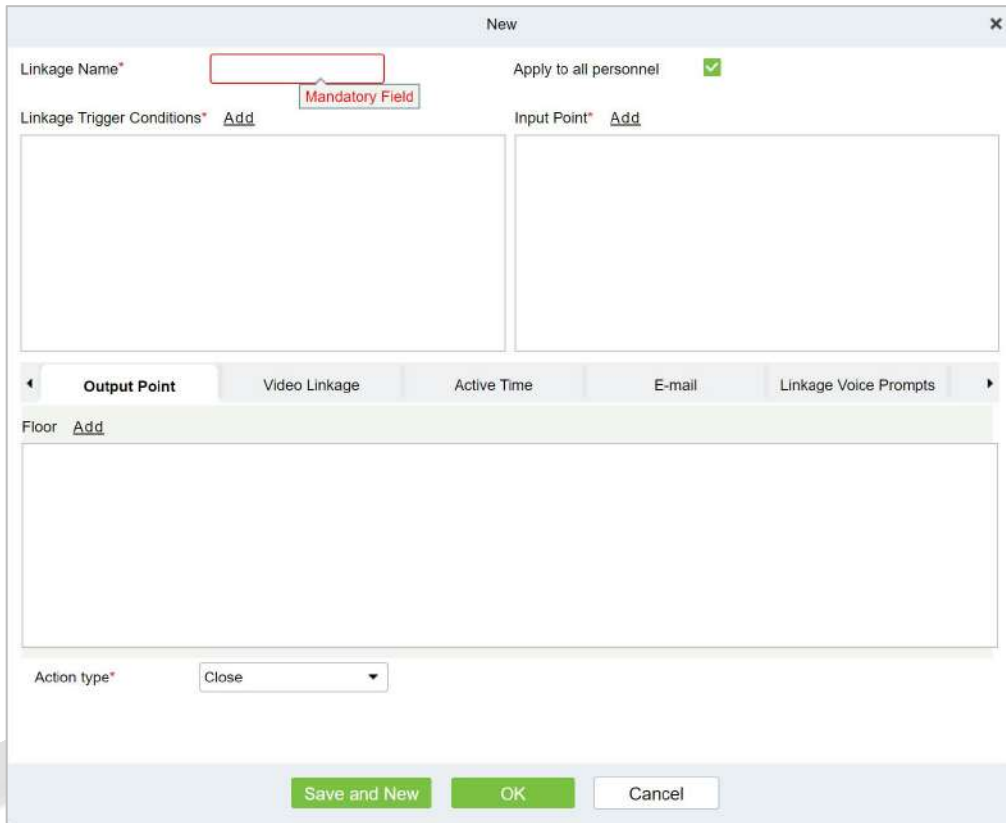 New
Linkage Name* Apply to all personnel
Mandatory Field
Linkage Trigger Conditions* Add Input Point* Add
Output Point Video Linkage Active Time E-mail Linkage Voice Prompts
Floor Add
Action type* Close
Save and New OK Cancel